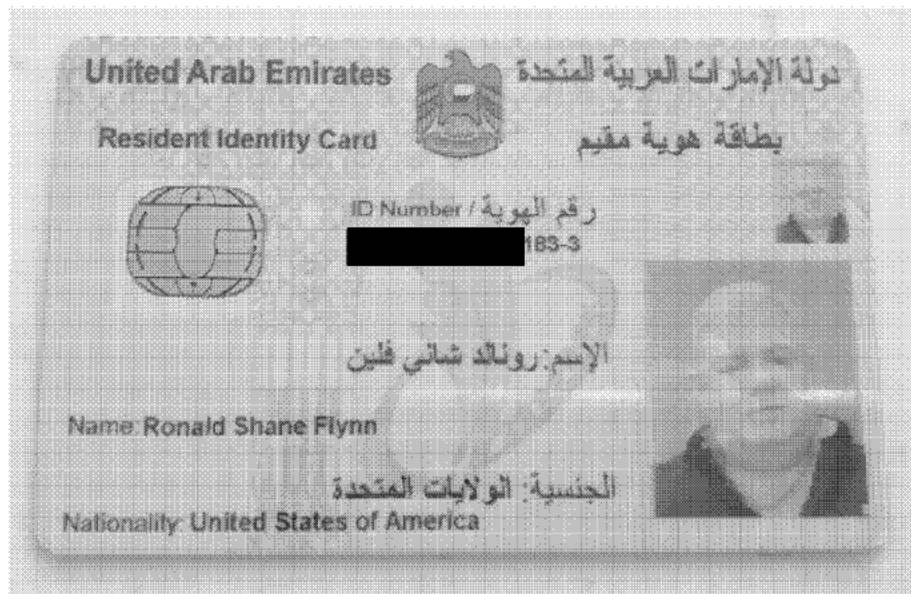 United Arab Emirates دولة الإمارات العربية المتحدة
Resident Identity Card بطاقة هوية مقيم
ID Number / رقم الهوية
183-3
الإسم: رونالد شاني فلين
Name: Ronald Shane Flynn
الجنسية: الولايات المتحدة
Nationality: United States of America